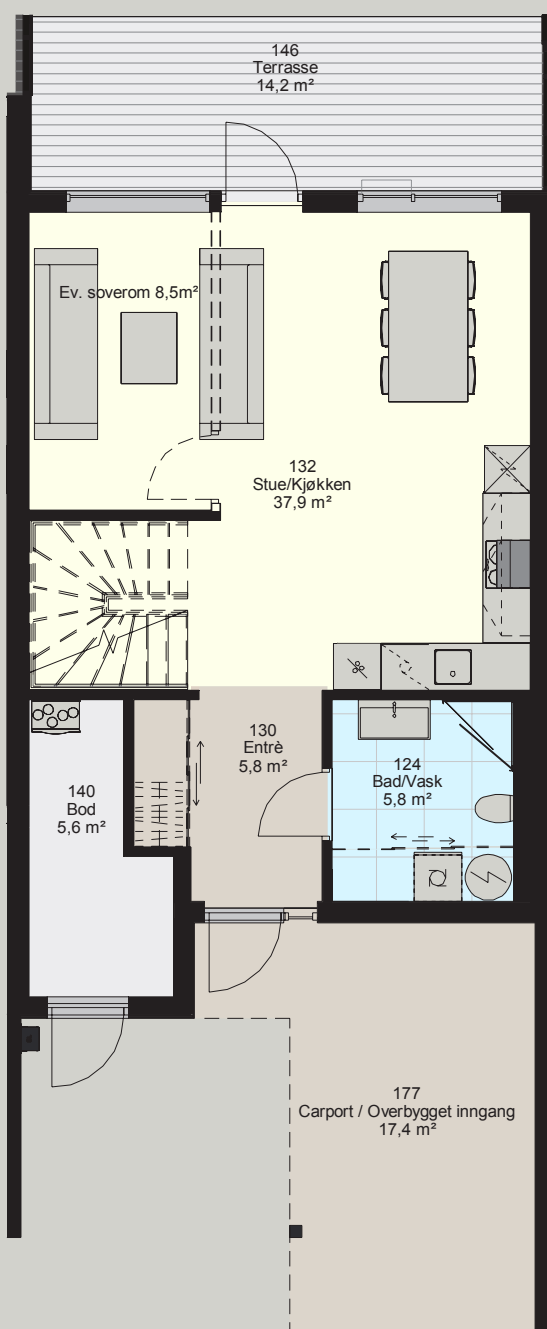 146
Terrasse
14,2 m²
Ev. soverom 8,5m²
132
Stue/Kjøkken
37,9 m²
130
Entrè
5,8 m²
124
Bad/Vask
5,8 m²
140
Bod
5,6 m²
177
Carport / Overbygget inngang
17,4 m²